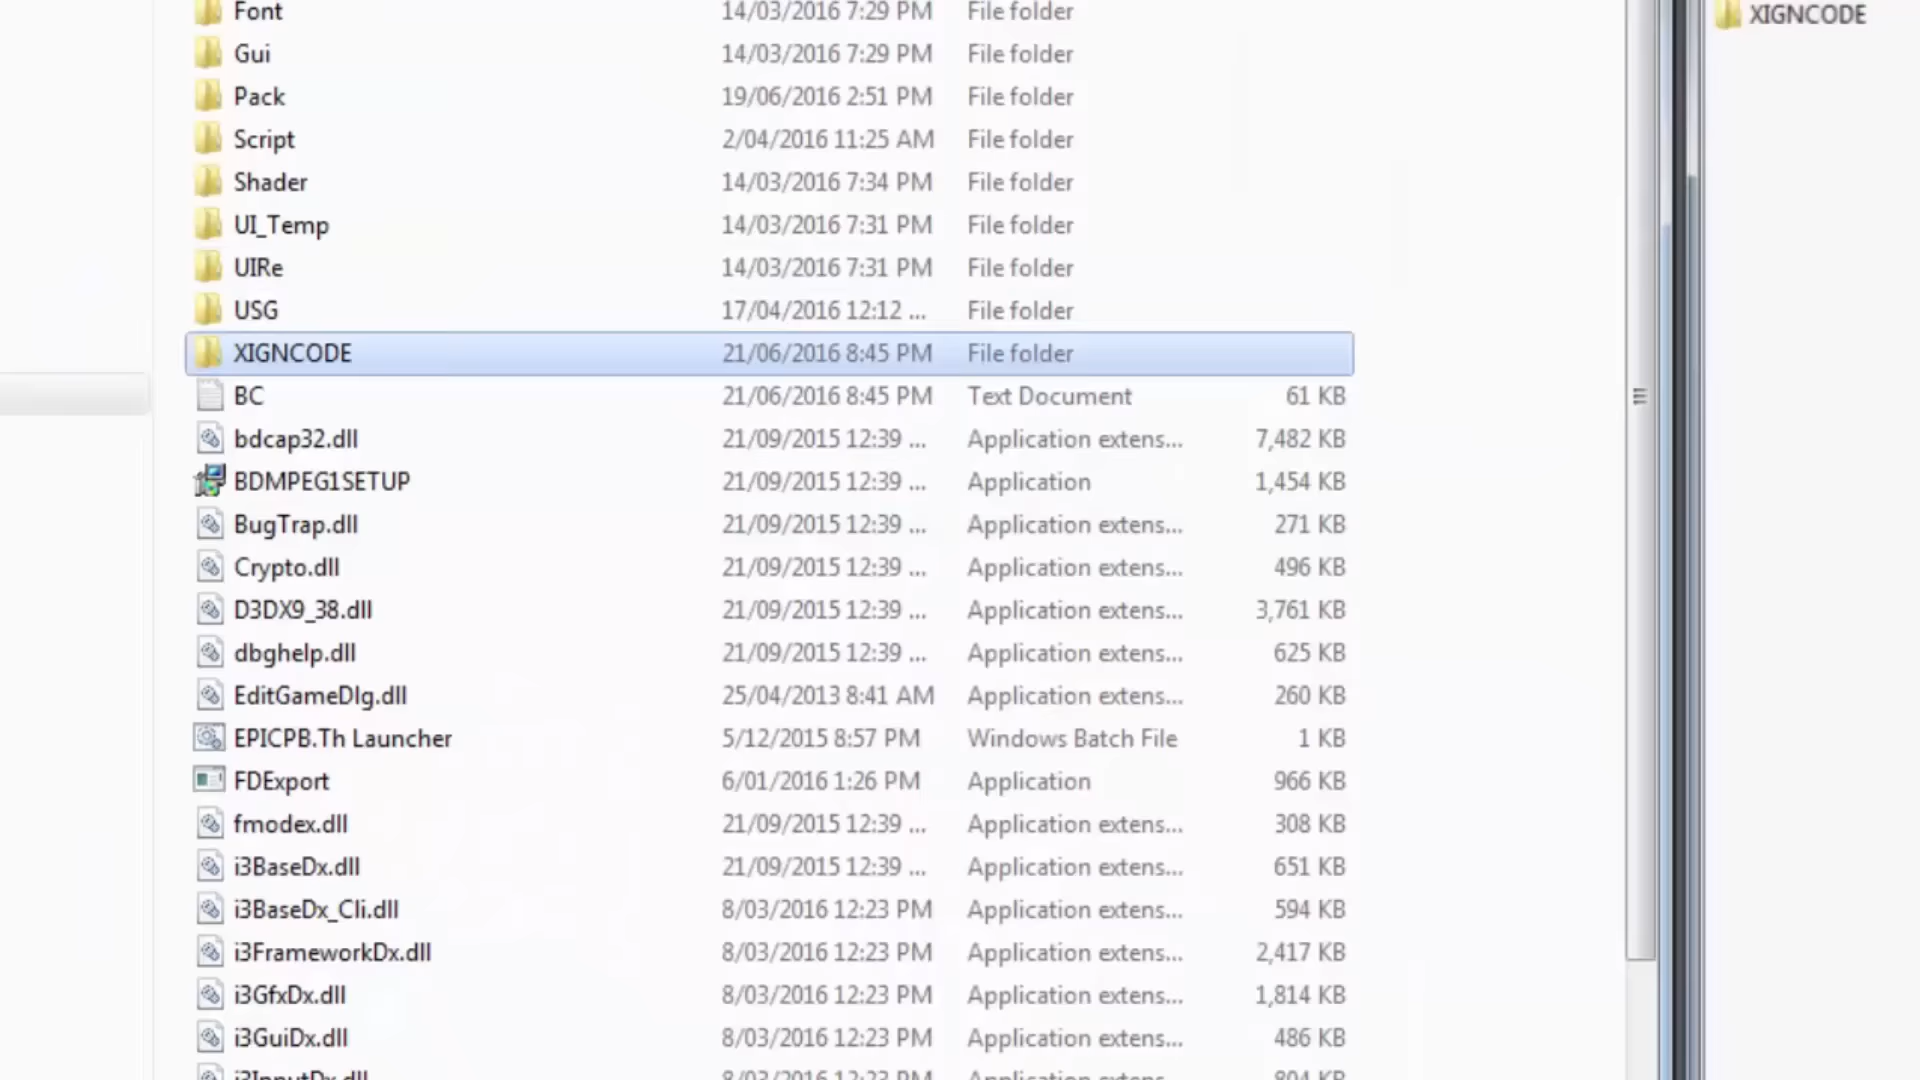 Font 14/03/2016 7:29 PM File folder
XIGNCODE
Gui 14/03/2016 7:29 PM File folder
Pack 19/06/2016 2:51 PM File folder
Script 2/04/2016 11:25 AM File folder
Shader 14/03/2016 7:34 PM File folder
UI_Temp 14/03/2016 7:31 PM File folder
UIRe 14/03/2016 7:31 PM File folder
USG 17/04/2016 12:12 ... File folder
XIGNCODE 21/06/2016 8:45 PM File folder
BC 21/06/2016 8:45 PM Text Document 61 KB
bdcap32.dll 21/09/2015 12:39 ... Application extens... 7,482 KB
BDMPEG1SETUP 21/09/2015 12:39 ... Application 1,454 KB
BugTrap.dll 21/09/2015 12:39 ... Application extens... 271 KB
Crypto.dll 21/09/2015 12:39 ... Application extens... 496 KB
D3DX9_38.dll 21/09/2015 12:39 ... Application extens... 3,761 KB
dbghelp.dll 21/09/2015 12:39 ... Application extens... 625 KB
EditGameDlg.dll 25/04/2013 8:41 AM Application extens... 260 KB
EPICPB.Th Launcher 5/12/2015 8:57 PM Windows Batch File 1 KB
FDExport 6/01/2016 1:26 PM Application 966 KB
fmodex.dll 21/09/2015 12:39 ... Application extens... 308 KB
i3BaseDx.dll 21/09/2015 12:39 ... Application extens... 651 KB
i3BaseDx_Cli.dll 8/03/2016 12:23 PM Application extens... 594 KB
i3FrameworkDx.dll 8/03/2016 12:23 PM Application extens... 2,417 KB
i3GfxDx.dll 8/03/2016 12:23 PM Application extens... 1,814 KB
i3GuiDx.dll 8/03/2016 12:23 PM Application extens... 486 KB
i3InputDx.dll 8/03/2016 12:23 PM Application extens... 804 KB